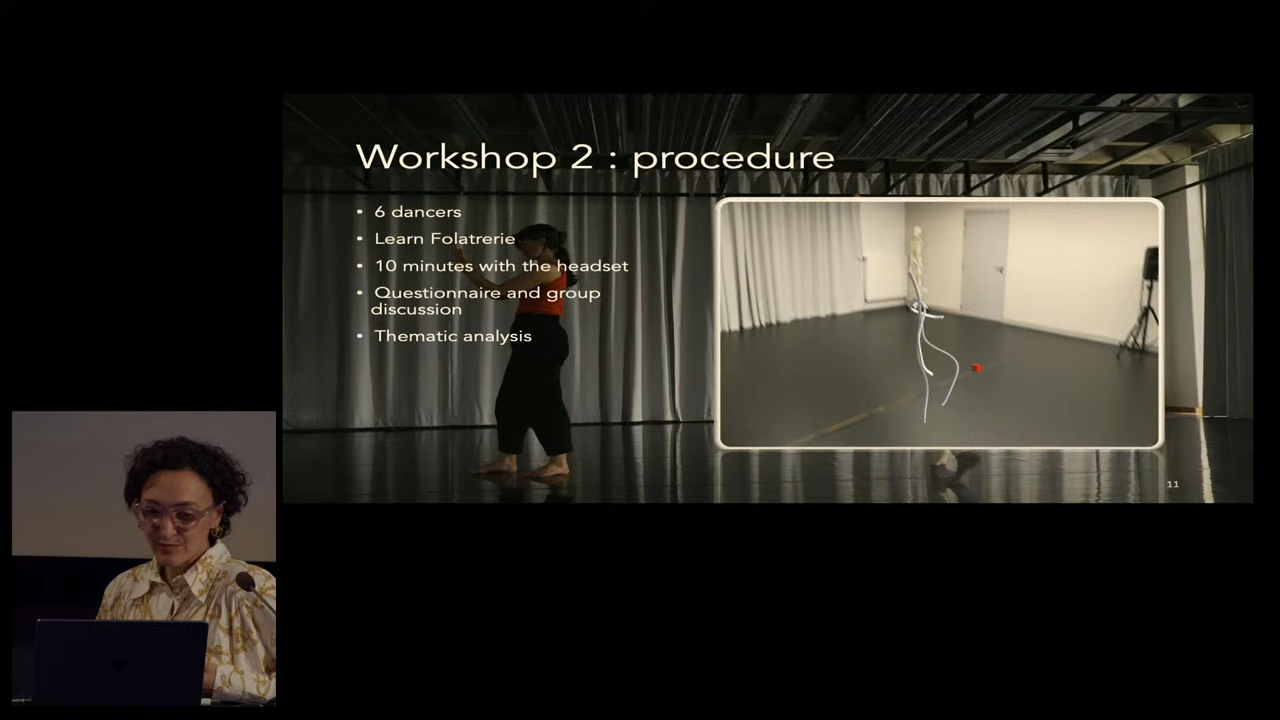 Workshop 2 : procedure
• 6 dancers
• Learn Folatrerie
• 10 minutes with the headset
• Questionnaire and group
discussion
• Thematic analysis
11